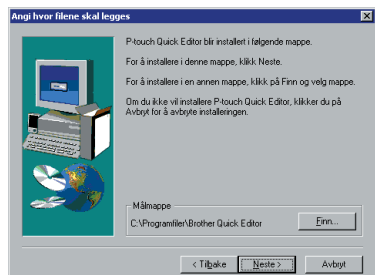 Angi hvor filene skal legges
P-touch Quick Editor blir installert i følgende mappe.
For å installere i denne mappe, klikk Neste.
For å installere i en annen mappe, klikk på Finn og velg mappe.
Om du ikke vil installere P-touch Quick Editor, klikker du på
Avbryt for å avbryte installeringen.
Målmappe
C:\Programfiler\Brother Quick Editor
Finn...
< Tilbake
Neste >
Avbryt